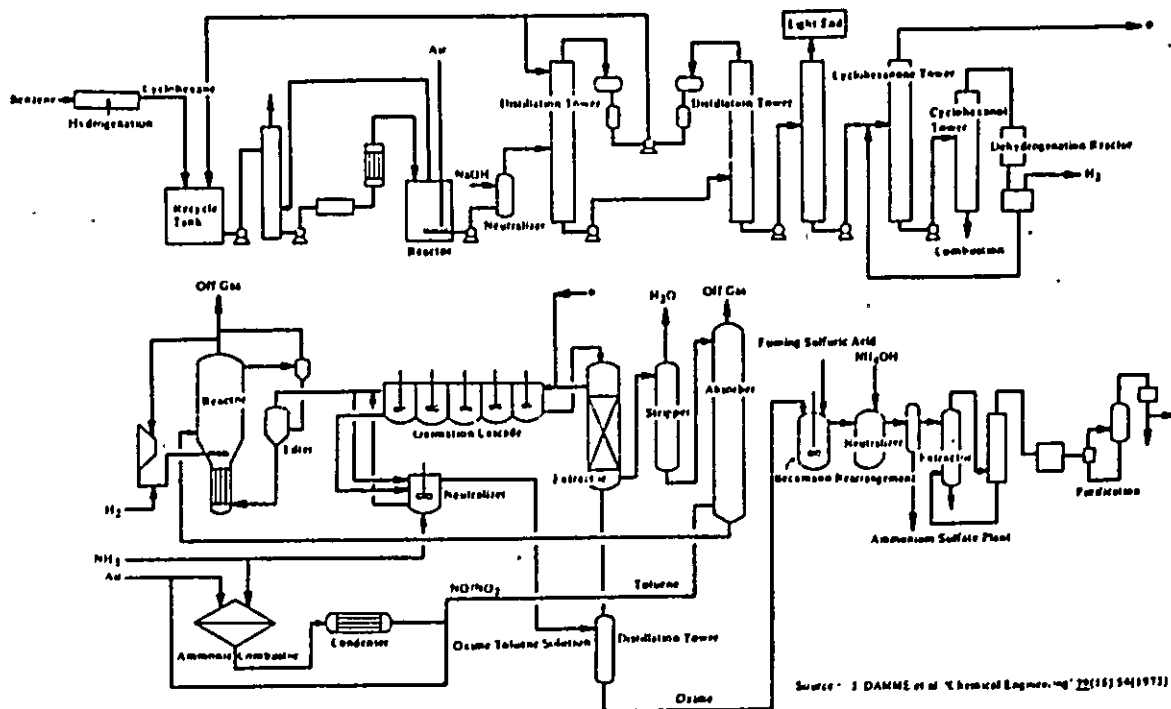 Benzene
Hydrogenation
Cyclohexane
Recycle
Tank
Air
Reactor
NaOH
Neutralizer
Distillation Tower
Distillation Tower
Light End
Cyclohexanone Tower
Cyclohexanol
Tower
Dehydrogenation Reactor
H2
Combustion
Off Gas
Reactor
Filter
H2
Oximation Cascade
Neutralizer
Extractor
H2O
Stripper
Off Gas
Absorber
Fuming Sulfuric Acid
NH4OH
Neutralizer
Beckmann Rearrangement
Extractor
Ammonium Sulfate Plant
Purification
NH3
Air
Ammonia Combustor
Condenser
NO/NO2
Toluene
Oxime Toluene Solution
Distillation Tower
Oxime
Source - J. DAMME et al "Chemical Engineering" 79(15) 54(1972)